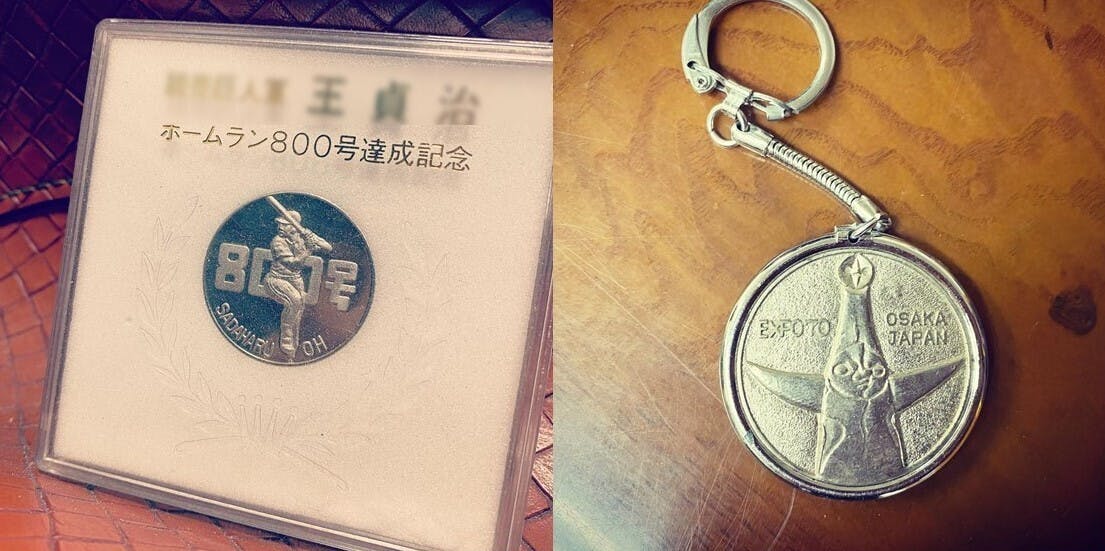 王 貞 治
ホームラン800号達成記念
800号
SADAHARU OH
EXPO'70
OSAKA
JAPAN